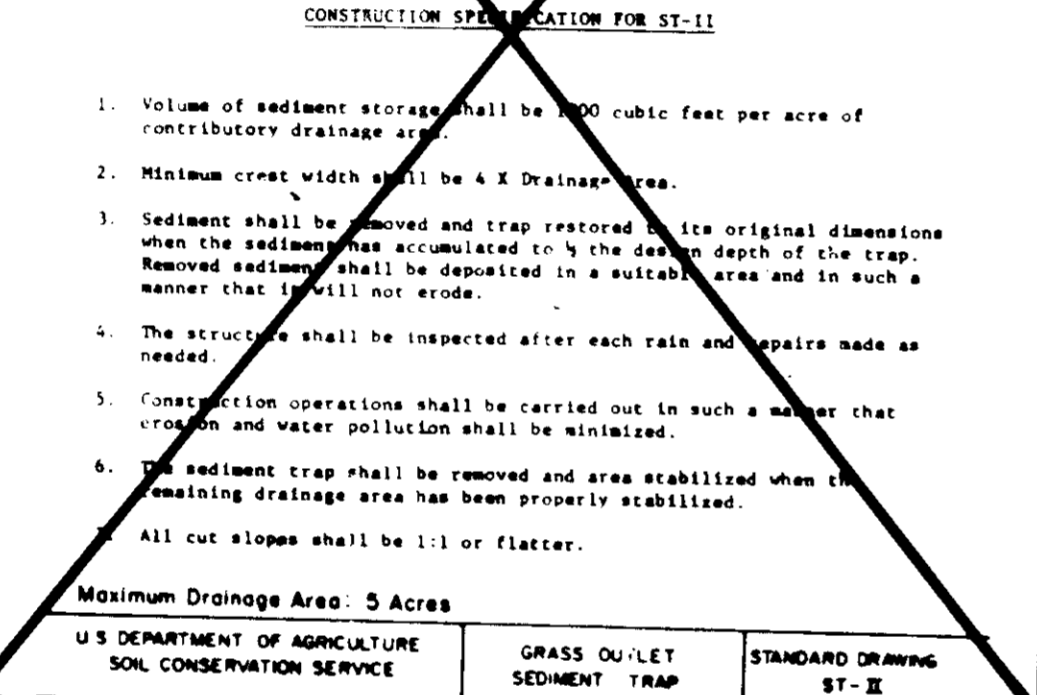 CONSTRUCTION SPECIFICATION FOR ST-II
1. Volume of sediment storage shall be 1800 cubic feet per acre of
contributory drainage area.
2. Minimum crest width shall be 4 X Drainage Area.
3. Sediment shall be removed and trap restored to its original dimensions
when the sediment has accumulated to ½ the design depth of the trap.
Removed sediment shall be deposited in a suitable area and in such a
manner that it will not erode.
4. The structure shall be inspected after each rain and repairs made as
needed.
5. Construction operations shall be carried out in such a manner that
erosion and water pollution shall be minimized.
6. The sediment trap shall be removed and area stabilized when the
remaining drainage area has been properly stabilized.
All cut slopes shall be 1:1 or flatter.
Maximum Drainage Area: 5 Acres
U S DEPARTMENT OF AGRICULTURE
SOIL CONSERVATION SERVICE
GRASS OUTLET
SEDIMENT TRAP
STANDARD DRAWING
ST-II